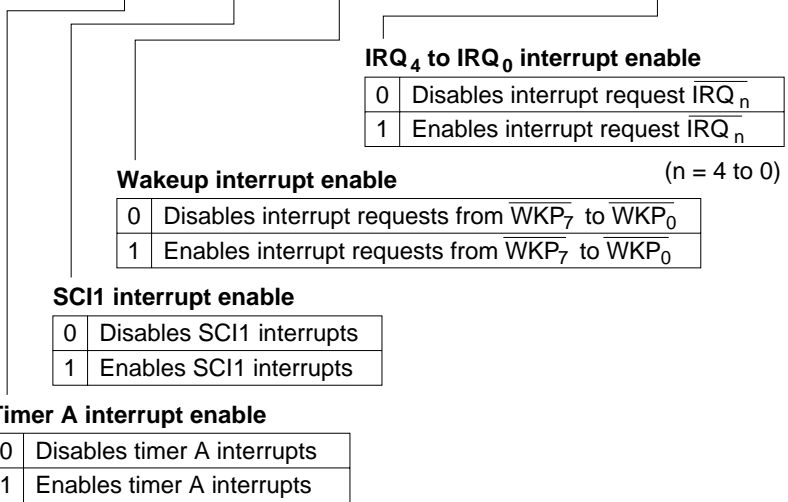 IRQ4 to IRQ0 interrupt enable
0 Disables interrupt request IRQn
1 Enables interrupt request IRQn
(n = 4 to 0)
Wakeup interrupt enable
0 Disables interrupt requests from WKP7 to WKP0
1 Enables interrupt requests from WKP7 to WKP0
SCI1 interrupt enable
0 Disables SCI1 interrupts
1 Enables SCI1 interrupts
Timer A interrupt enable
0 Disables timer A interrupts
1 Enables timer A interrupts